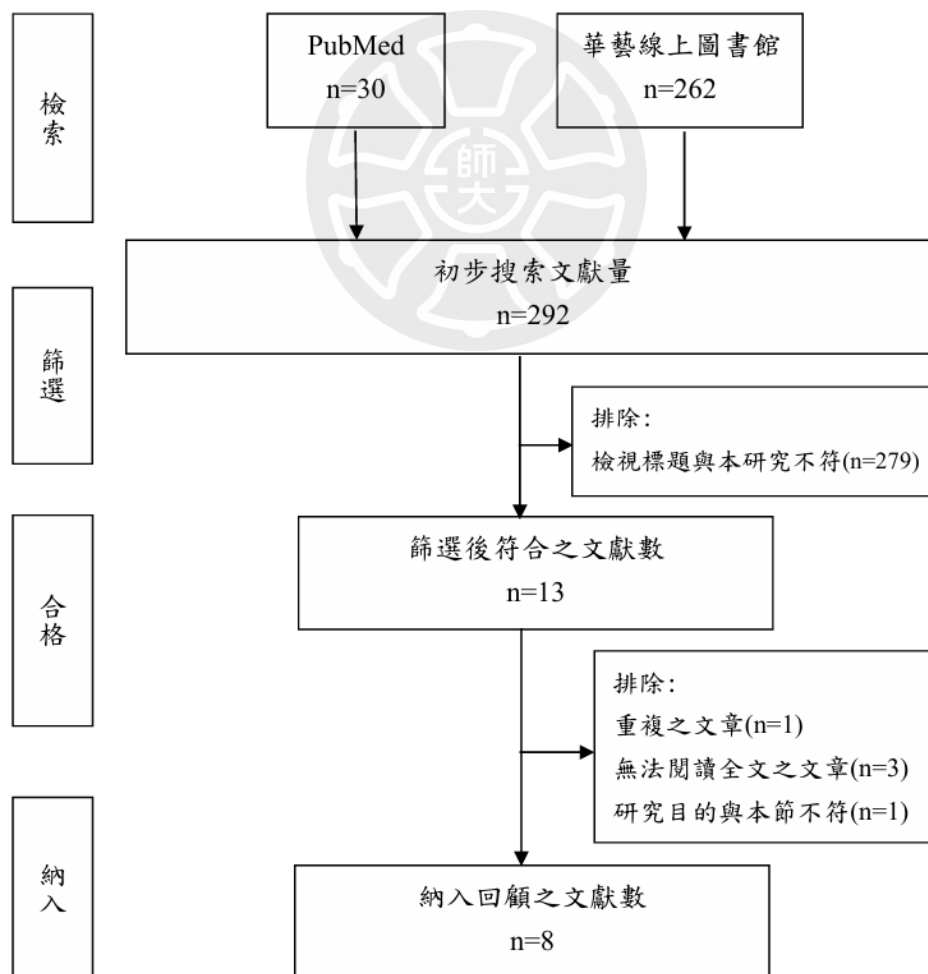 檢索
PubMed
n=30
華藝線上圖書館
n=262
師大
初步搜索文獻量
n=292
篩選
排除：
檢視標題與本研究不符(n=279)
篩選後符合之文獻數
n=13
合格
排除：
重複之文章(n=1)
無法閱讀全文之文章(n=3)
研究目的與本節不符(n=1)
納入
納入回顧之文獻數
n=8